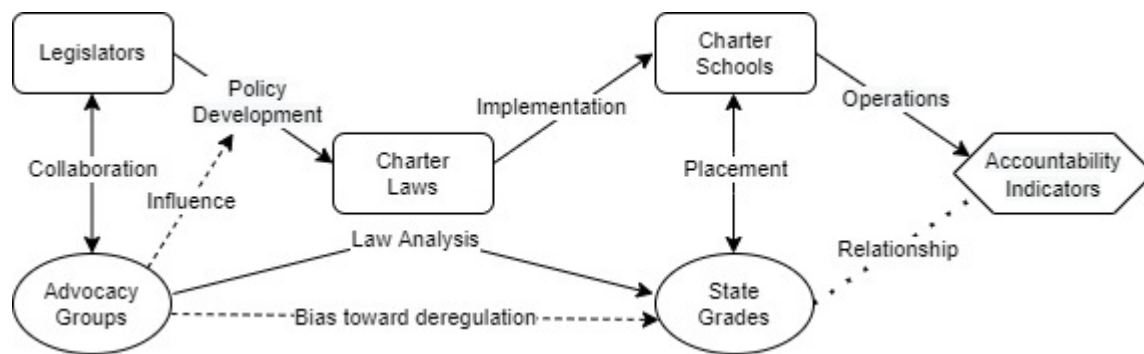 Legislators
Policy
Development
Collaboration
Influence
Advocacy
Groups
Charter
Laws
Implementation
Law Analysis
Bias toward deregulation
Charter
Schools
Placement
State
Grades
Operations
Accountability
Indicators
Relationship